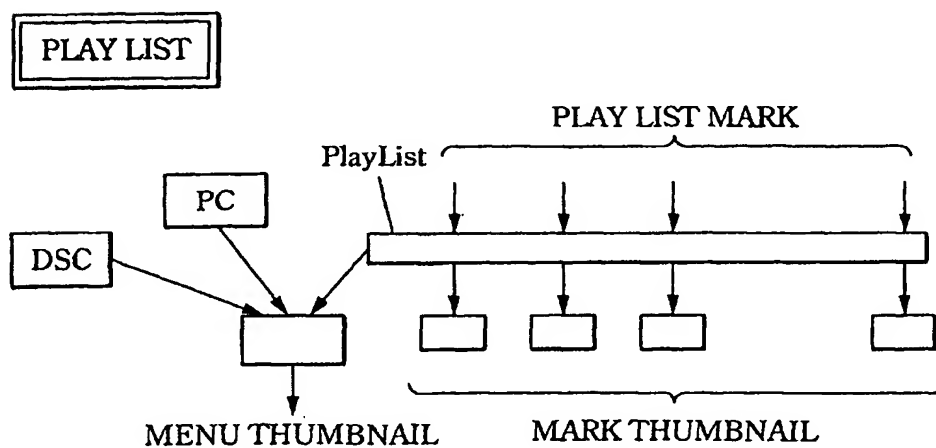 PLAY LIST
PLAY LIST MARK
PlayList
PC
DSC
MENU THUMBNAIL
MARK THUMBNAIL